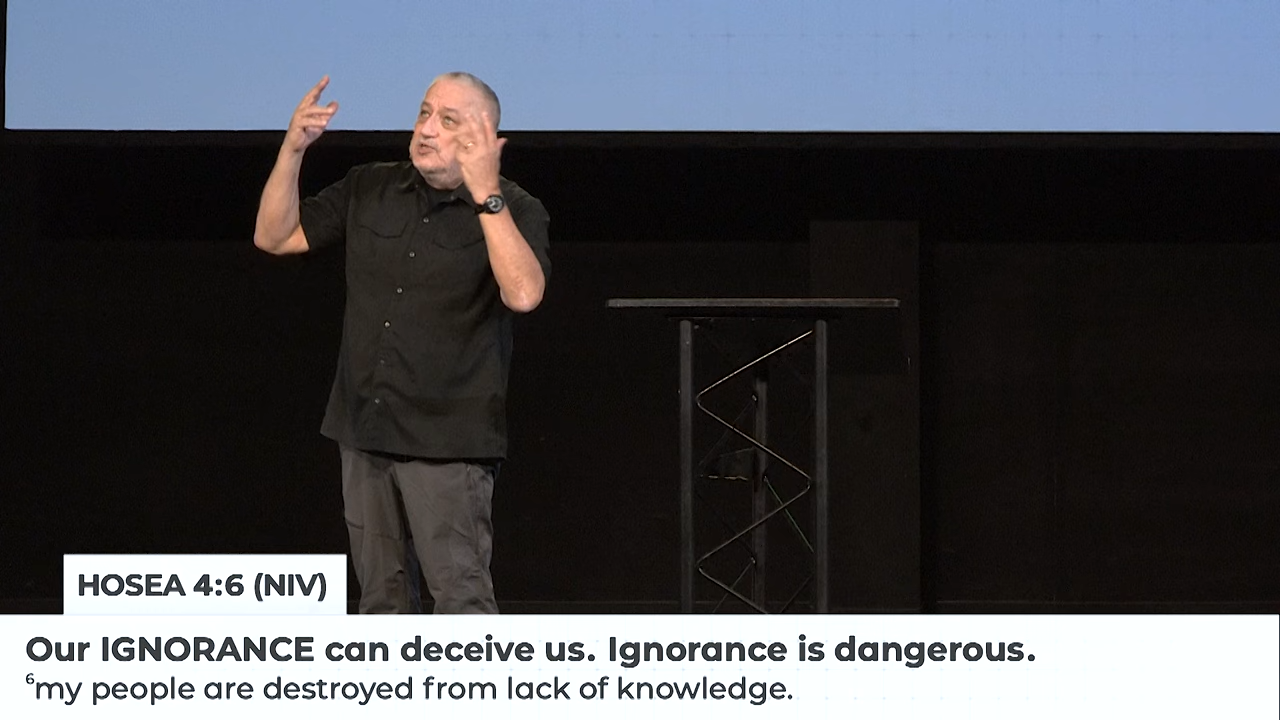 HOSEA 4:6 (NIV)
Our IGNORANCE can deceive us. Ignorance is dangerous.
⁶my people are destroyed from lack of knowledge.